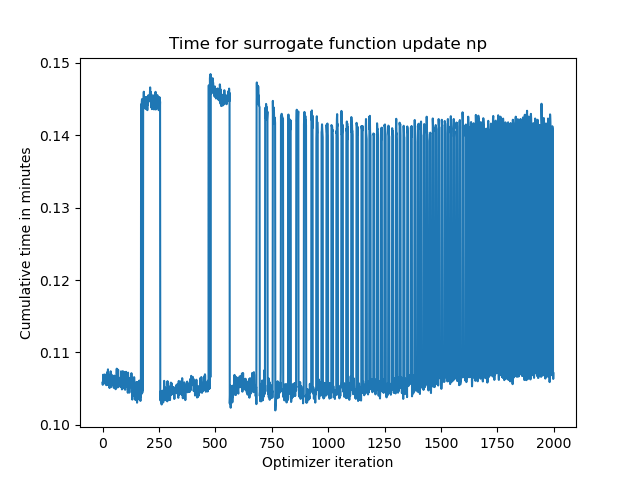 Time for surrogate function update np
Cumulative time in minutes
0.15
0.14
0.13
0.12
0.11
0.10
0 250 500 750 1000 1250 1500 1750 2000
Optimizer iteration